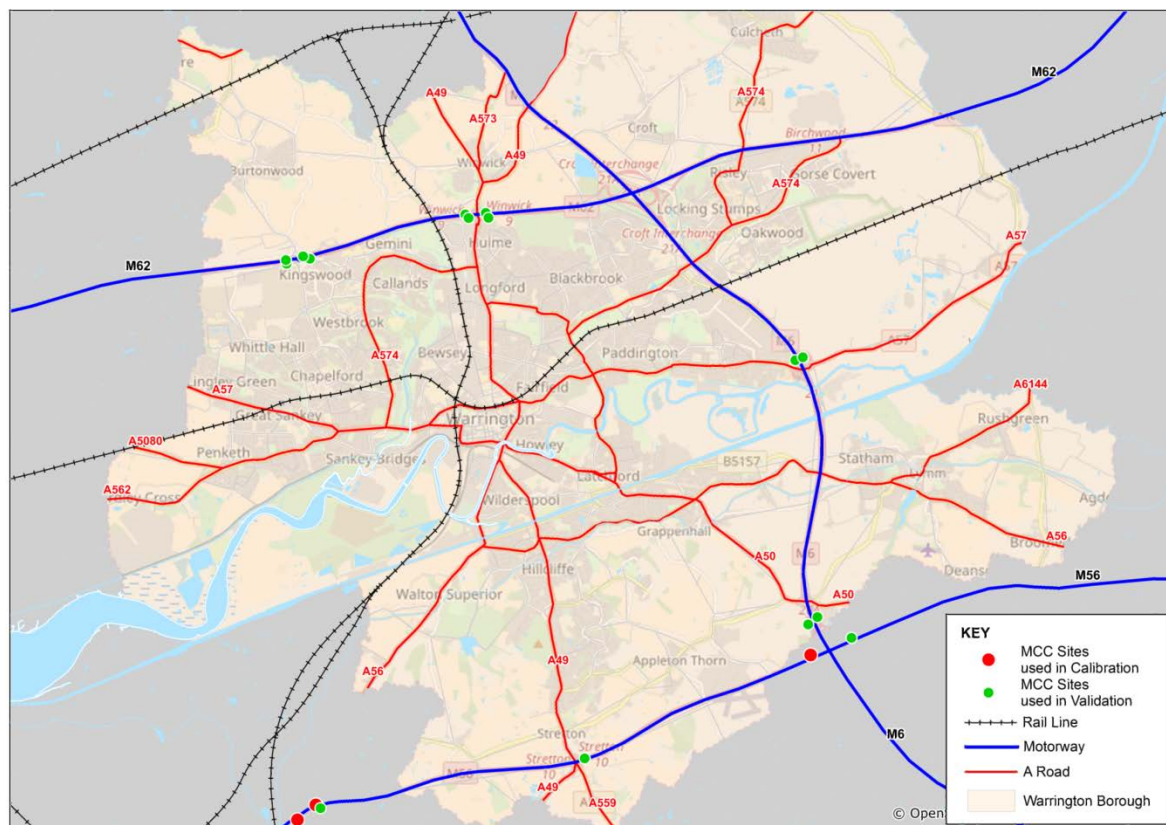 Culcheth
M62
A49
A574
A574
A573
Croft
Birchwood
11
A49
Winwick
Burtonwood
Risley
Gorse Covert
A574
M62
Locking Stumps
Winwick
9
Croft Interchange
Oakwood
A57
Gemini
Hulme
M62
Kingswood
Callands
Longford
Blackbrook
Westbrook
M6
A57
Whittle Hall
A574
Bewsey
Paddington
Chapelford
Fairfield
A57
A6144
Great Sankey
Rushgreen
Warrington
A5080
Penketh
Howley
Sankey Bridges
B5157
Statham
Lymm
Latchford
A562
Wilderspool
Grappenhall
A56
M6
A50
Hillcliffe
M56
Walton Superior
A50
A49
Appleton Thorn
A56
Stretton
Stretton
10
M6
A49
A559
KEY
MCC Sites
used in Calibration
MCC Sites
used in Validation
Rail Line
Motorway
A Road
Warrington Borough